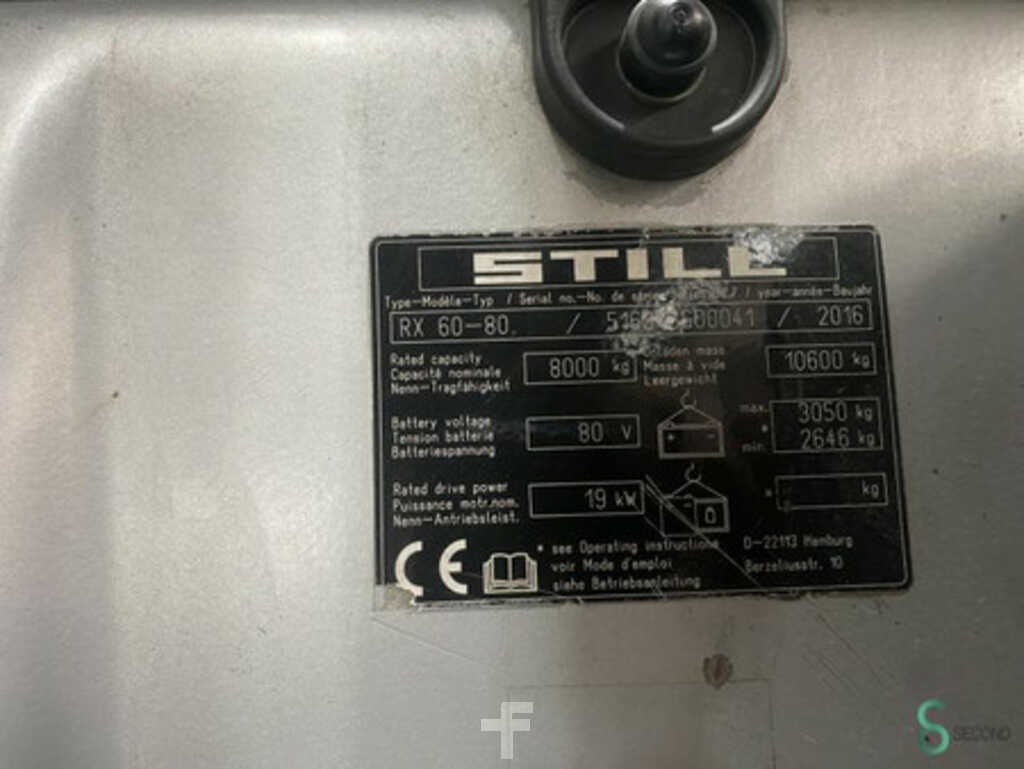 STILL
Type-Modèle-Typ / Serial no.-No. de série / year-année-Baujahr
RX 60-80 / / 2016
Rated capacity
Capacité nominale
Nenn-Tragfähigkeit
8000 kg
mass
Masse à vide
Leergewicht
10600 kg
Battery voltage
Tension batterie
Batteriespannung
80 V
+ -
max. 3050 kg
*
min. 2646 kg
Rated drive power
Puissance motr.nom.
Nenn-Antriebsleist.
19 kW
- 0
* kg
CE
* see Operating instructions
voir Mode d'emploi
siehe Betriebsanleitung
D-22113 Hamburg
Berzeliusstr. 10
SECOND